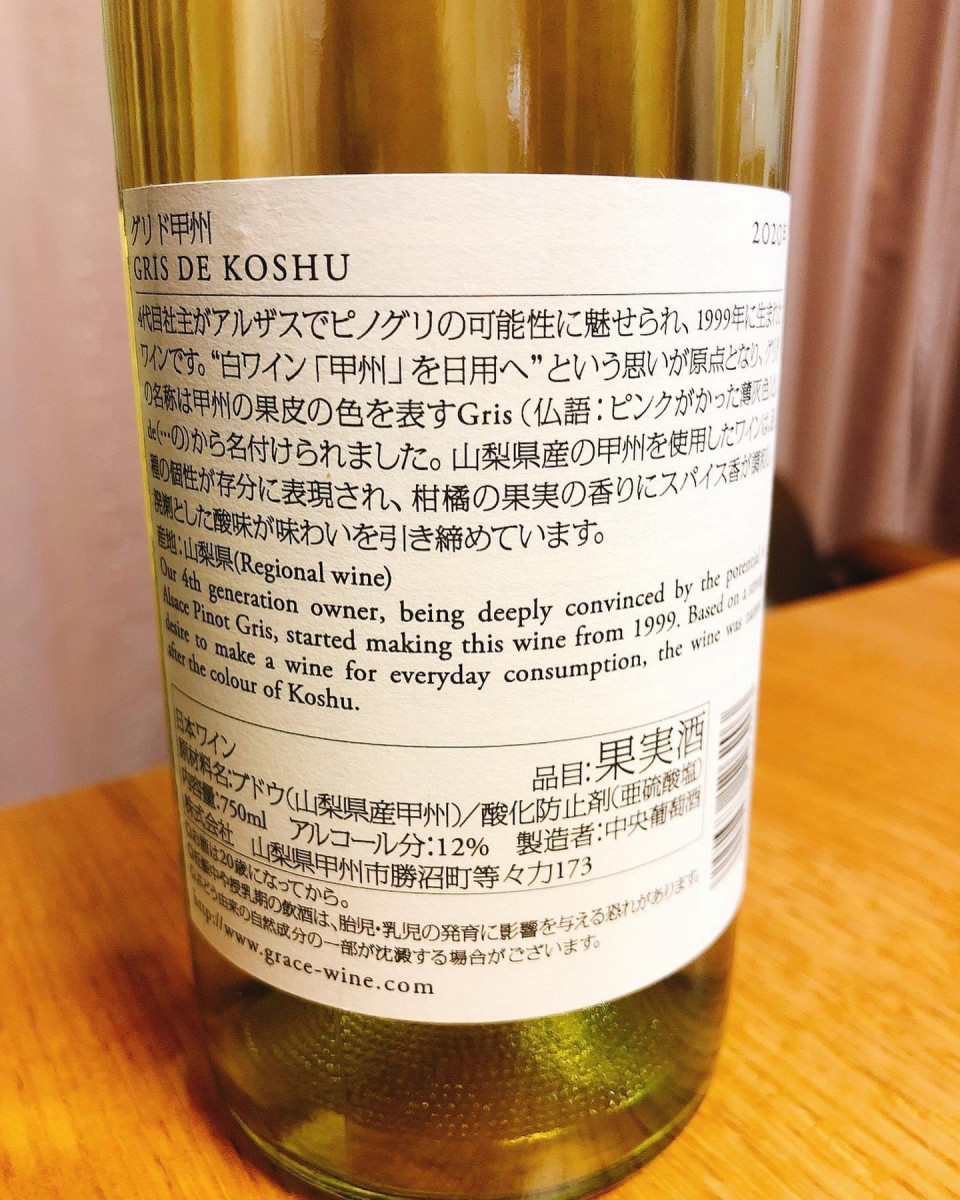 グリ ド甲州
2020年
GRIS DE KOSHU
4代目社主がアルザスでピノグリの可能性に魅せられ、1999年に生まれた
ワインです。“白ワイン「甲州」を日用へ”という思いが原点となり、グリ
の名称は甲州の果皮の色を表すGris（仏語：ピンクがかった薄灰色）と
de(…の)から名付けられました。山梨県産の甲州を使用したワインは、
種の個性が存分に表現され、柑橘の果実の香りにスパイス香が
溌剌とした酸味が味わいを引き締めています。
産地：山梨県(Regional wine)
Our 4th generation owner, being deeply convinced by the potential
Alsace Pinot Gris, started making this wine from 1999. Based on a
desire to make a wine for everyday consumption, the wine was
after the colour of Koshu.
日本ワイン
品目：果実酒
原材料名：ブドウ（山梨県産甲州）／酸化防止剤（亜硫酸塩）
内容量：750ml アルコール分：12% 製造者：中央葡萄酒
株式会社 山梨県甲州市勝沼町等々力173
◎お酒は20歳になってから。
◎妊娠中や授乳期の飲酒は、胎児・乳児の発育に影響を与える恐れがあります。
◎ぶどう由来の自然成分の一部が沈澱する場合がございます。
http://www.grace-wine.com